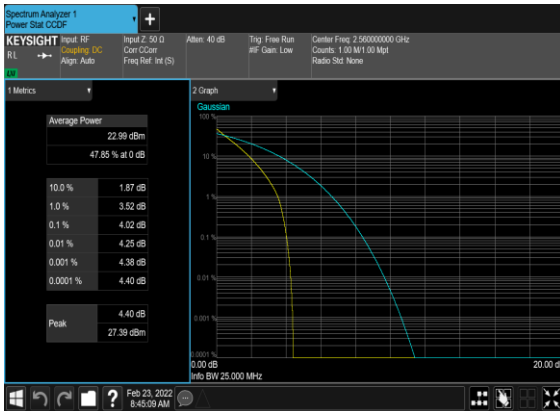 Spectrum Analyzer 1
Power Stat CCDF
KEYSIGHT
RL
LXI
Input: RF
Coupling: DC
Align: Auto
Input Z: 50 Ω
Corr CCorr
Freq Ref: Int (S)
Atten: 40 dB
Trig: Free Run
#IF Gain: Low
Center Freq: 2.560000000 GHz
Counts: 1.00 M/1.00 Mpt
Radio Std: None
1 Metrics
Average Power
22.99 dBm
47.85 % at 0 dB
10.0 % 1.87 dB
1.0 % 3.52 dB
0.1 % 4.02 dB
0.01 % 4.25 dB
0.001 % 4.38 dB
0.0001 % 4.40 dB
Peak
4.40 dB
27.39 dBm
2 Graph
Gaussian
100 %
10 %
1 %
0.1 %
0.01 %
0.001 %
0.0001 %
0.00 dB
20.00 dB
Info BW 25.000 MHz
?
Feb 23, 2022
8:45:09 AM